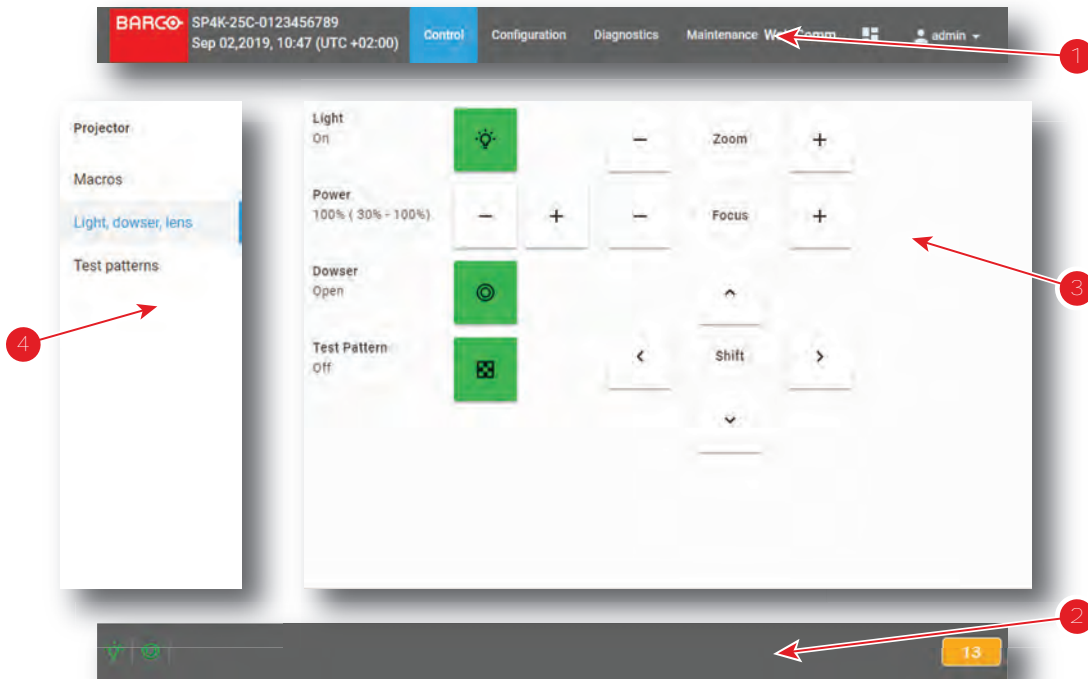 BARCO SP4K-25C-0123456789
Sep 02,2019, 10:47 (UTC +02:00)
Control Configuration Diagnostics Maintenance Comm admin
1
Projector
Macros
Light, dowser, lens
Test patterns
4
Light
On
Zoom
Power
100% ( 30% - 100%)
Focus
3
Dowser
Open
Test Pattern
Off
Shift
2
13